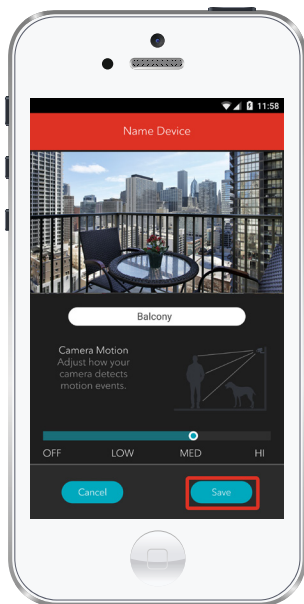 11:58
Name Device
Balcony
Camera Motion
Adjust how your
camera detects
motion events.
OFF LOW MED HI
Cancel Save